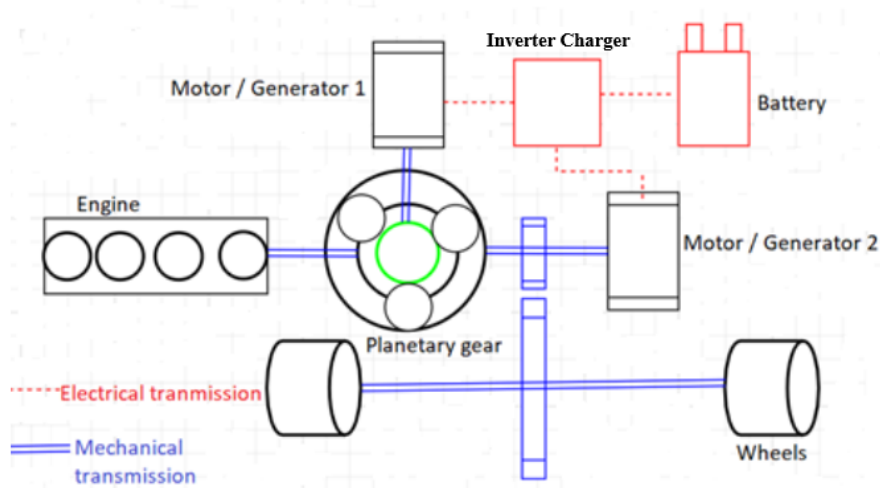 Inverter Charger
Motor / Generator 1
Battery
Engine
Motor / Generator 2
Planetary gear
Electrical tranmission
Mechanical
transmission
Wheels